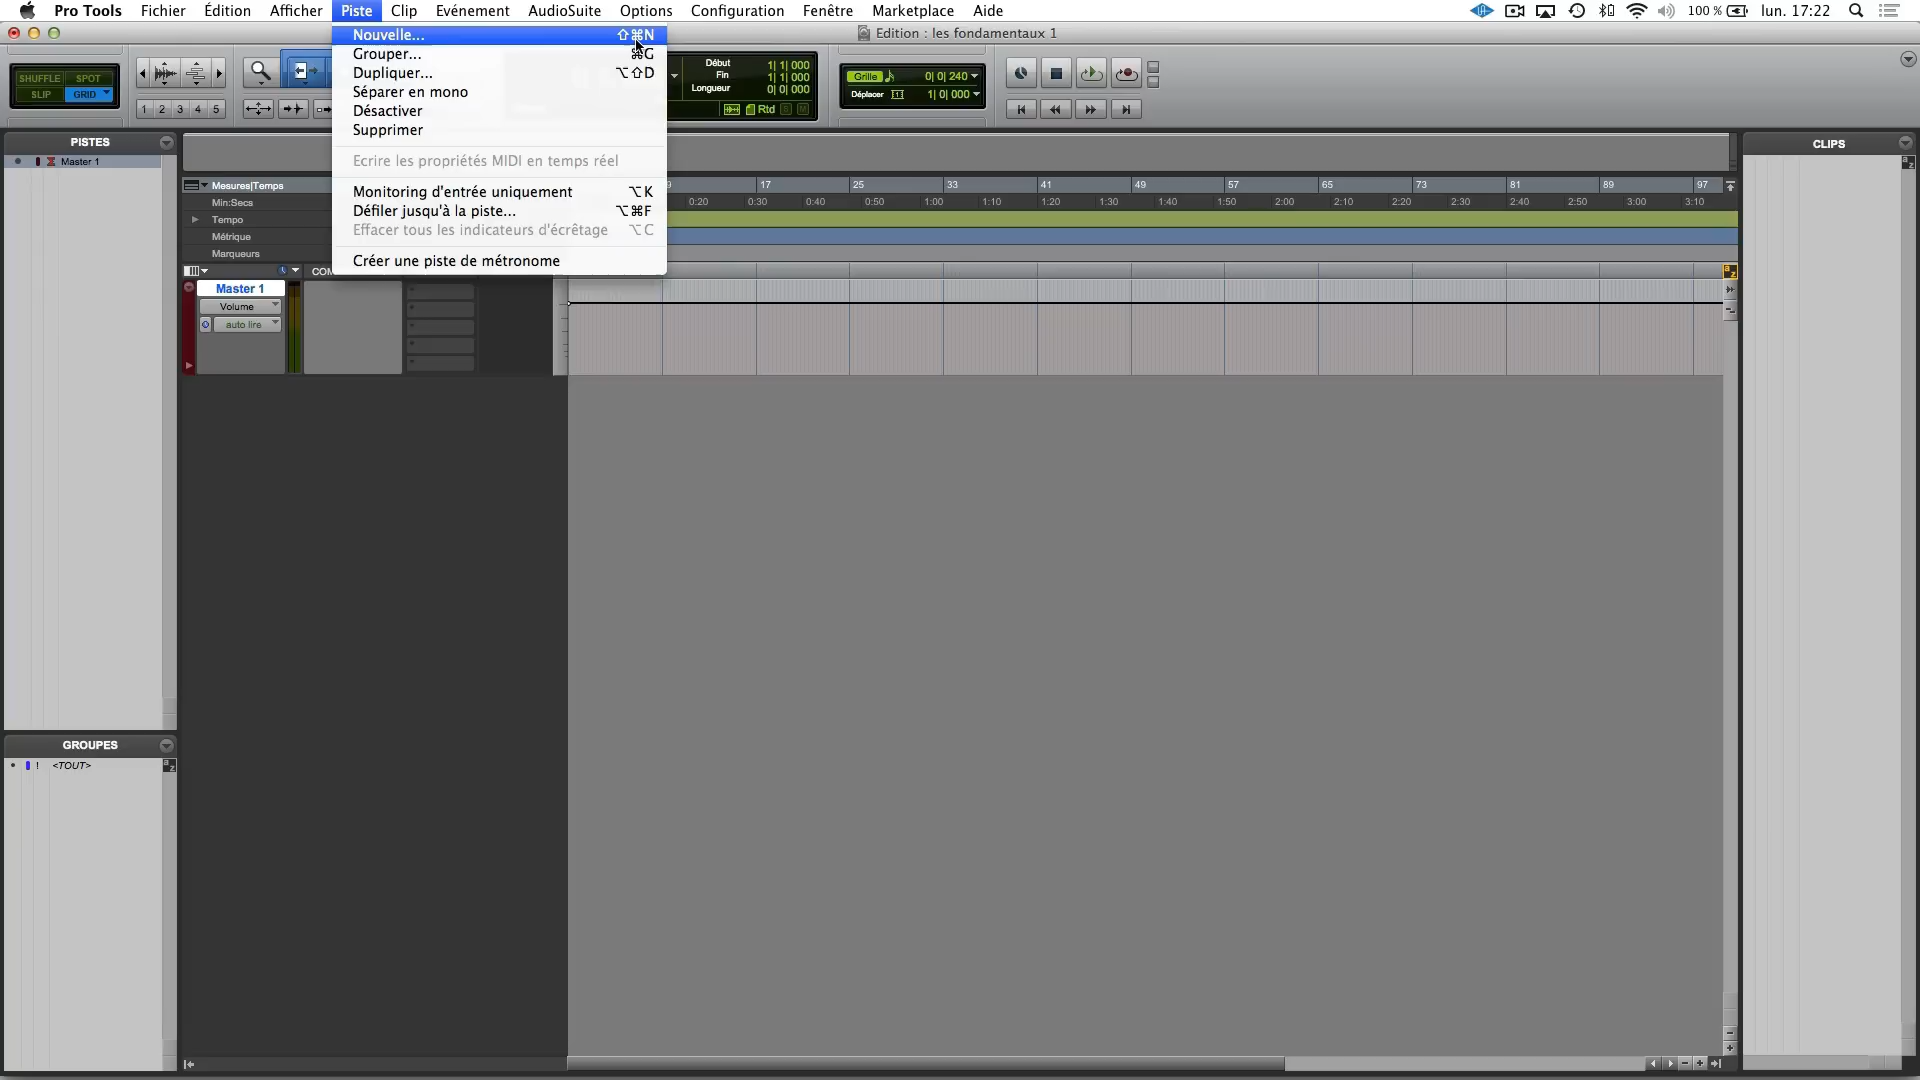 Pro Tools Fichier Édition Afficher Piste Clip Evénement AudioSuite Options Configuration Fenêtre Marketplace Aide 100 % lun. 17:22
Edition : les fondamentaux 1
Nouvelle... ⇧⌘N
Grouper... ⌘G
Dupliquer... ⌥⇧D
Séparer en mono
Désactiver
Supprimer
Ecrire les propriétés MIDI en temps réel
Monitoring d'entrée uniquement ⌥K
Défiler jusqu'à la piste... ⌥⌘F
Effacer tous les indicateurs d'écrêtage ⌥C
Créer une piste de métronome
SHUFFLE SPOT
SLIP GRID
1 2 3 4 5
Début 1| 1| 000
Fin 1| 1| 000
Longueur 0| 0| 000
Rtd S M
Grille 0| 0| 240
Déplacer 1| 0| 000
PISTES
Master 1
CLIPS
Mesures|Temps 17 25 33 41 49 57 65 73 81 89 97
Min:Secs 0:20 0:30 0:40 0:50 1:00 1:10 1:20 1:30 1:40 1:50 2:00 2:10 2:20 2:30 2:40 2:50 3:00 3:10
Tempo
Métrique
Marqueurs
Master 1
Volume
auto lire
GROUPES
! <TOUT>